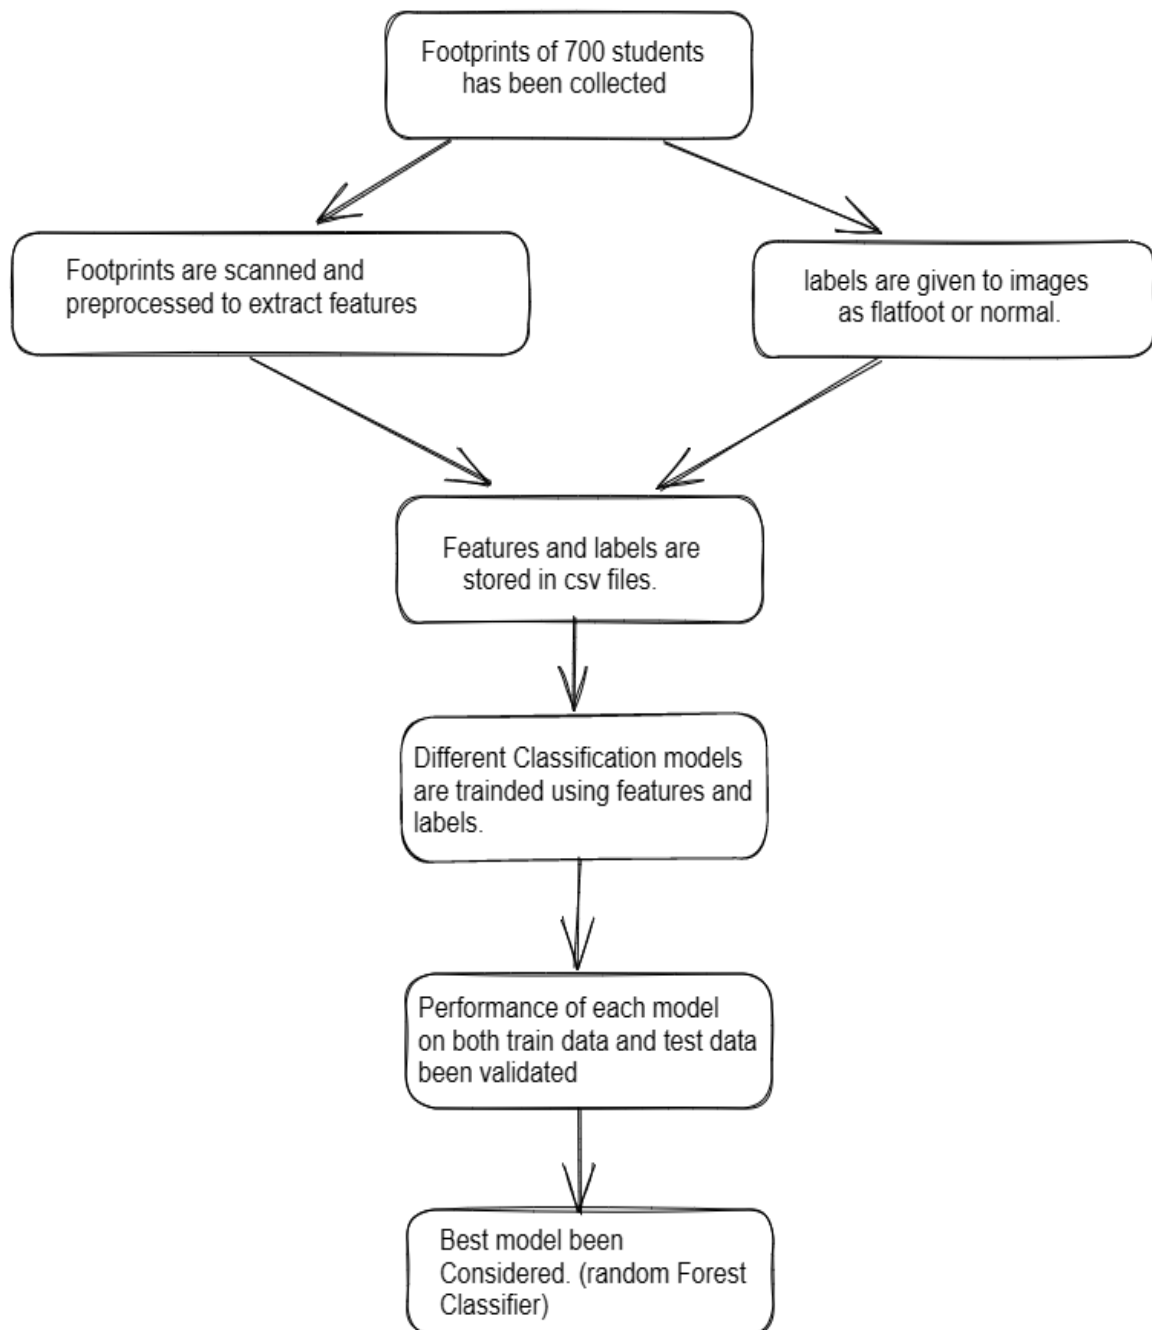 Footprints of 700 students
has been collected
Footprints are scanned and
preprocessed to extract features
labels are given to images
as flatfoot or normal.
Features and labels are
stored in csv files.
Different Classification models
are trainded using features and
labels.
Performance of each model
on both train data and test data
been validated
Best model been
Considered. (random Forest
Classifier)